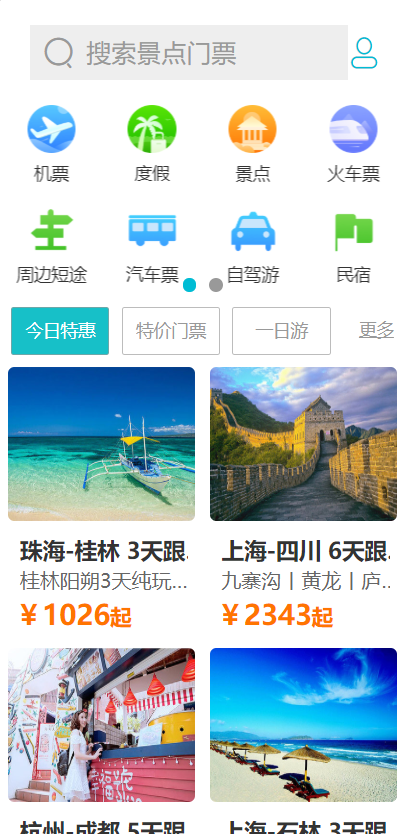 搜索景点门票
机票 度假 景点 火车票
周边短途 汽车票 自驾游 民宿
今日特惠 特价门票 一日游 更多
珠海-桂林 3天跟.
上海-四川 6天跟.
桂林阳朔3天纯玩...
九寨沟丨黄龙丨庐...
¥1026起
¥2343起
幸福
杭州-成都 5天跟
上海-石林 3天跟